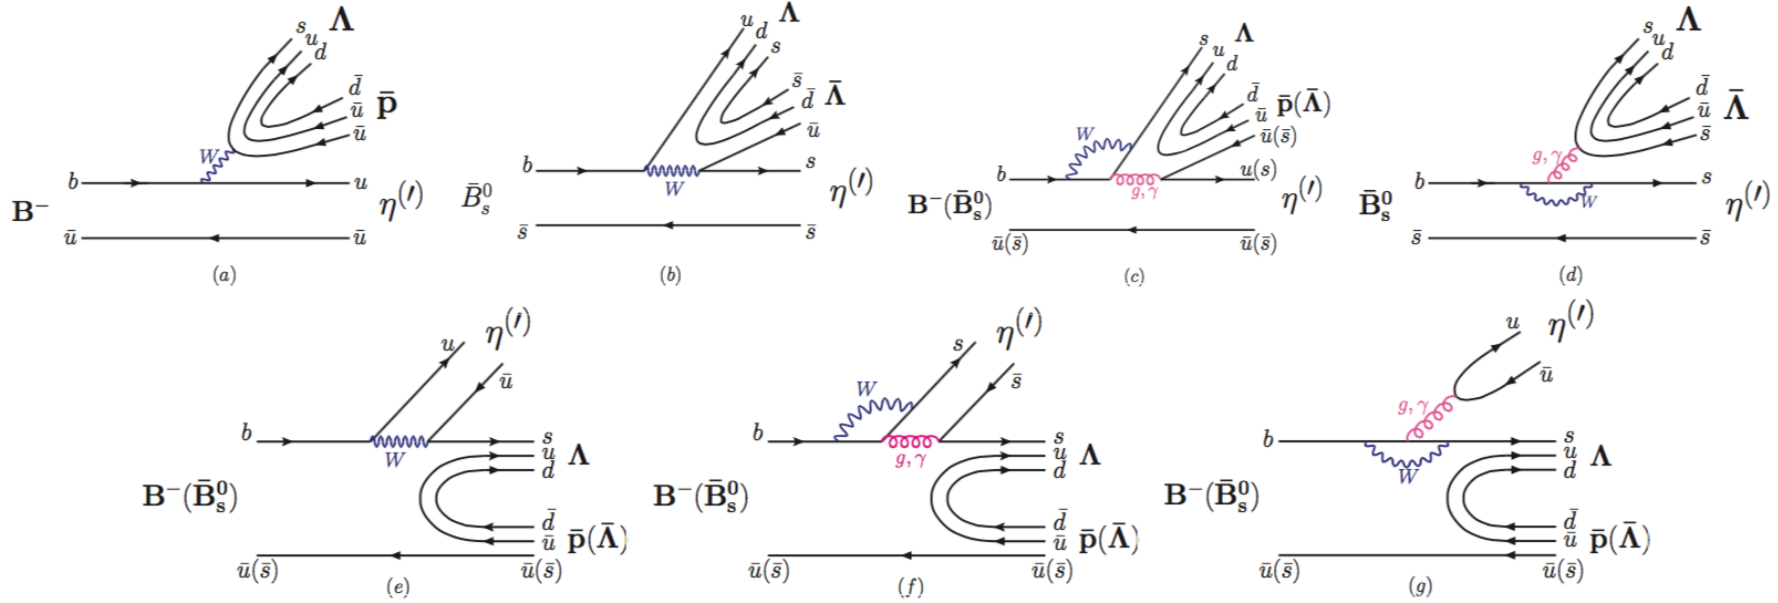 s u d Λ
d̄ ū ū p̄
W
b u
B⁻ η(′)
ū ū
(a)
u d s Λ
s̄ d̄ ū Λ̄
b s
W
B̄⁰ₛ η(′)
s̄ s̄
(b)
s u d Λ
d̄ ū ū(s̄) p̄(Λ̄)
W
b u(s)
g, γ
B⁻(B̄⁰ₛ) η(′)
ū(s̄) ū(s̄)
(c)
s u d Λ
d̄ ū s̄ Λ̄
g, γ
b s
W
B̄⁰ₛ η(′)
s̄ s̄
(d)
u η(′)
ū
b s
W
u Λ
d
B⁻(B̄⁰ₛ)
d̄
ū p̄(Λ̄)
ū(s̄) ū(s̄)
(e)
s η(′)
W
s̄
b s
g, γ
u Λ
d
B⁻(B̄⁰ₛ)
d̄
ū p̄(Λ̄)
ū(s̄) ū(s̄)
(f)
u η(′)
ū
g, γ
b s
W
u Λ
d
B⁻(B̄⁰ₛ)
d̄
ū p̄(Λ̄)
ū(s̄) ū(s̄)
(g)